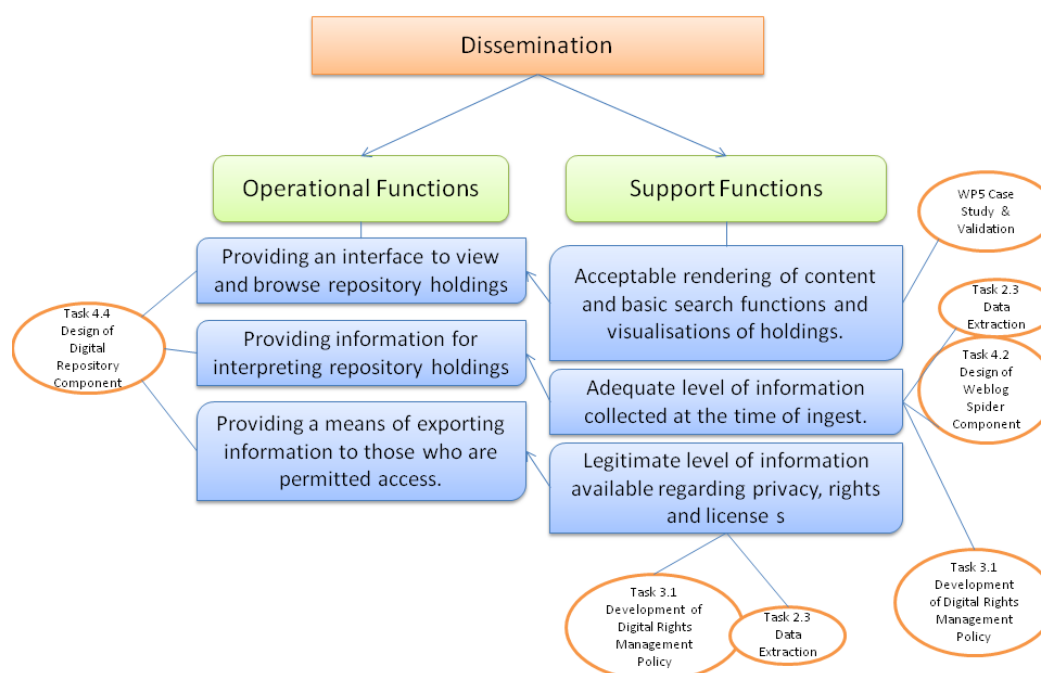 Dissemination
Operational Functions
Support Functions
Providing an interface to view
and browse repository holdings
Providing information for
interpreting repository holdings
Providing a means of exporting
information to those who are
permitted access.
Acceptable rendering of content
and basic search functions and
visualisations of holdings.
Adequate level of information
collected at the time of ingest.
Legitimate level of information
available regarding privacy, rights
and license s
Task 4.4
Design of
Digital
Repository
Component
WP5 Case
Study &
Validation
Task 2.3
Data
Extraction
Task 4.2
Design of
Weblog
Spider
Component
Task 3.1
Development
of Digital Rights
Management
Policy
Task 3.1
Development of
Digital Rights
Management
Policy
Task 2.3
Data
Extraction